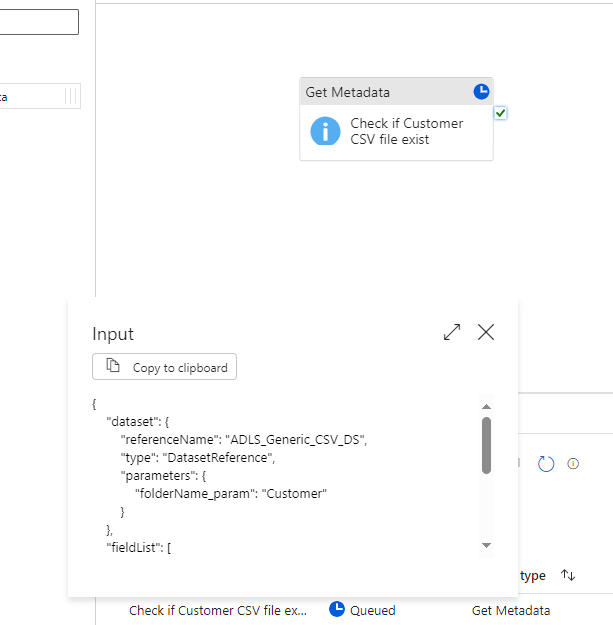 ta
Get Metadata
Check if Customer
CSV file exist
Input
Copy to clipboard
{
"dataset": {
"referenceName": "ADLS_Generic_CSV_DS",
"type": "DatasetReference",
"parameters": {
"folderName_param": "Customer"
}
},
"fieldList": [
type
Check if Customer CSV file ex... Queued Get Metadata